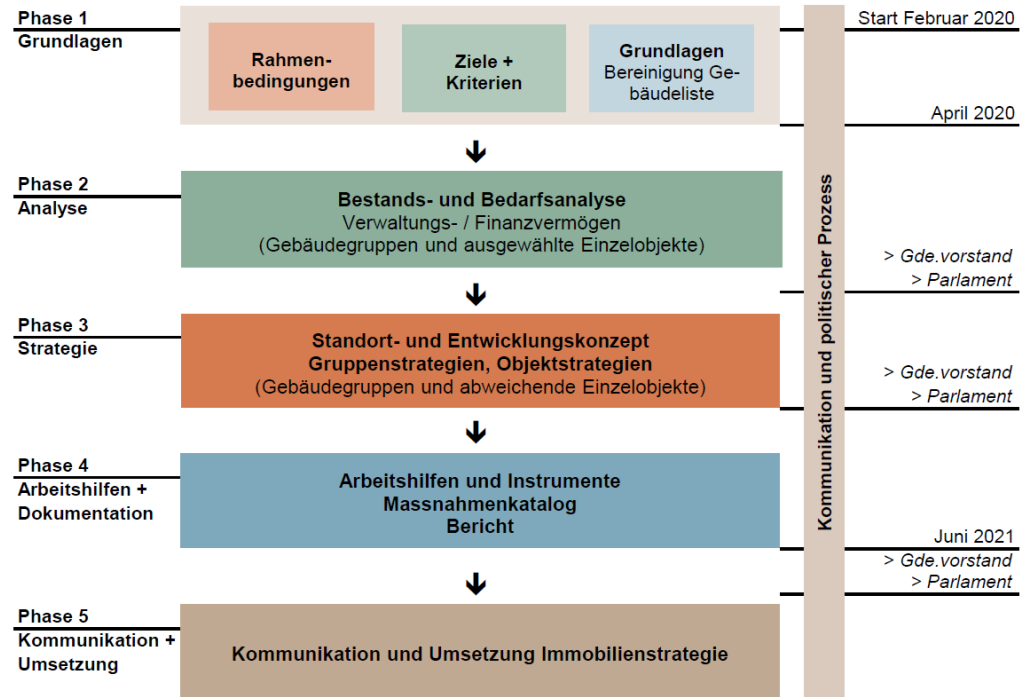 Phase 1
Grundlagen
Start Februar 2020
Rahmen-
bedingungen
Ziele +
Kriterien
Grundlagen
Bereinigung Ge-
bäudeliste
April 2020
Phase 2
Analyse
Bestands- und Bedarfsanalyse
Verwaltungs- / Finanzvermögen
(Gebäudegruppen und ausgewählte Einzelobjekte)
> Gde.vorstand
> Parlament
Phase 3
Strategie
Standort- und Entwicklungskonzept
Gruppenstrategien, Objektstrategien
(Gebäudegruppen und abweichende Einzelobjekte)
> Gde.vorstand
> Parlament
Phase 4
Arbeitshilfen +
Dokumentation
Arbeitshilfen und Instrumente
Massnahmenkatalog
Bericht
Juni 2021
> Gde.vorstand
> Parlament
Phase 5
Kommunikation +
Umsetzung
Kommunikation und Umsetzung Immobilienstrategie
Kommunikation und politischer Prozess